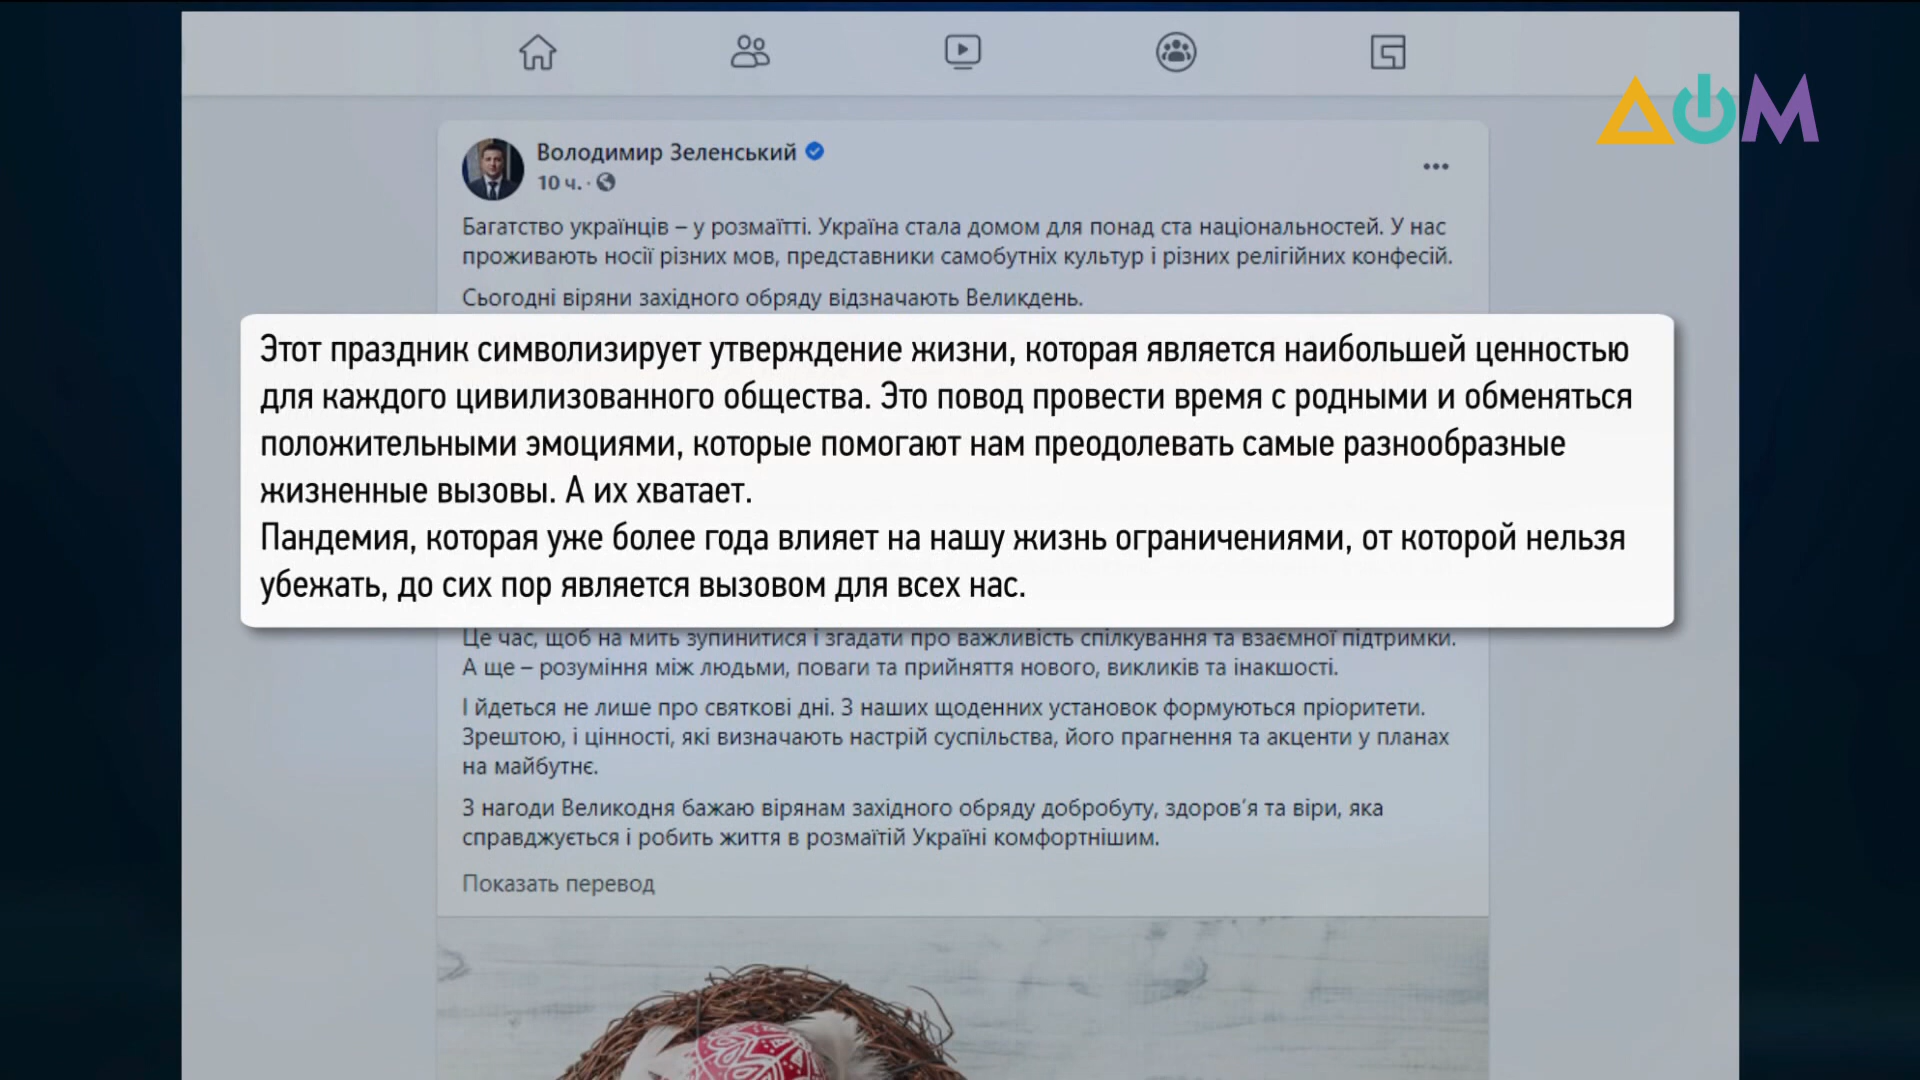 ДОМ
Володимир Зеленський
10 ч. ·
Багатство українців – у розмаїтті. Україна стала домом для понад ста національностей. У нас
проживають носії різних мов, представники самобутніх культур і різних релігійних конфесій.
Сьогодні віряни західного обряду відзначають Великдень.
Этот праздник символизирует утверждение жизни, которая является наибольшей ценностью
для каждого цивилизованного общества. Это повод провести время с родными и обменяться
положительными эмоциями, которые помогают нам преодолевать самые разнообразные
жизненные вызовы. А их хватает.
Пандемия, которая уже более года влияет на нашу жизнь ограничениями, от которой нельзя
убежать, до сих пор является вызовом для всех нас.
Це час, щоб на мить зупинитися і згадати про важливість спілкування та взаємної підтримки.
А ще – розуміння між людьми, поваги та прийняття нового, викликів та інакшості.
І йдеться не лише про святкові дні. З наших щоденних установок формуються пріоритети.
Зрештою, і цінності, які визначають настрій суспільства, його прагнення та акценти у планах
на майбутнє.
З нагоди Великодня бажаю вірянам західного обряду добробуту, здоров'я та віри, яка
справджується і робить життя в розмаїтій Україні комфортнішим.
Показать перевод